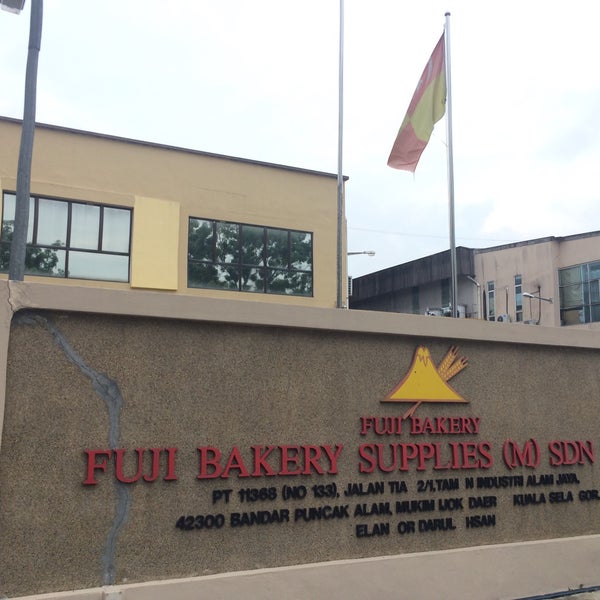 FUJI BAKERY
FUJI BAKERY SUPPLIES (M) SDN
PT 11368 (NO 133), JALAN TIA 2/1, TAM N INDUSTRI ALAM JAYA,
42300 BANDAR PUNCAK ALAM, MUKIM IJOK DAER KUALA SELA GOR,
ELAN OR DARUL HSAN